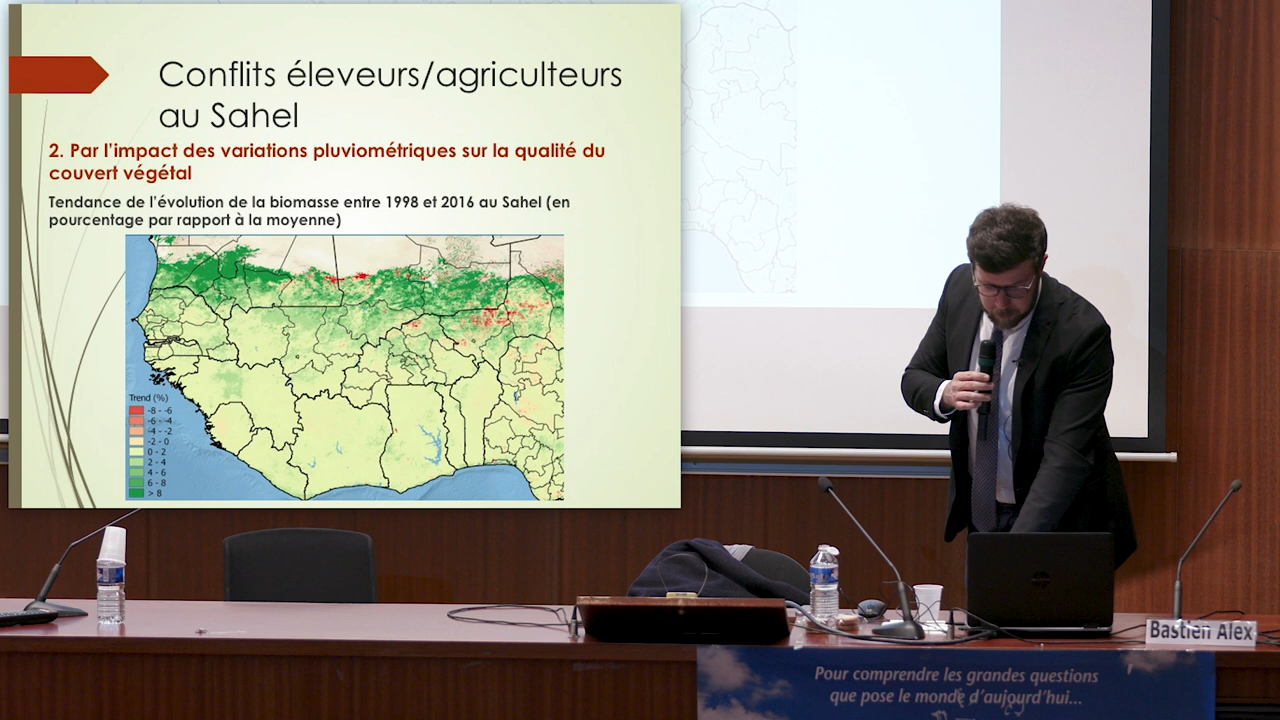 Conflits éleveurs/agriculteurs
au Sahel
2. Par l'impact des variations pluviométriques sur la qualité du
couvert végétal
Tendance de l'évolution de la biomasse entre 1998 et 2016 au Sahel (en
pourcentage par rapport à la moyenne)
Trend (%)
-8 - -6
-6 - -4
-4 - -2
-2 - 0
0 - 2
2 - 4
4 - 6
6 - 8
> 8
Bastien Alex
Pour comprendre les grandes questions
que pose le monde d'aujourd'hui...